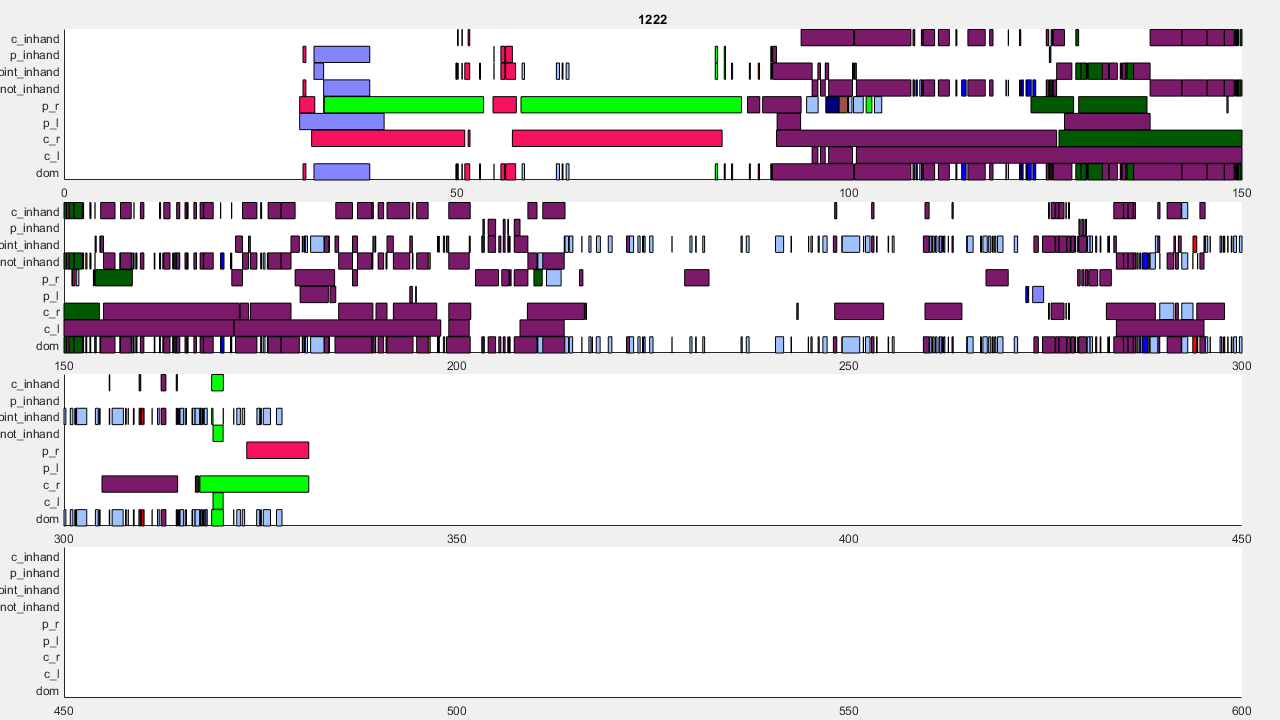 1222
c_inhand
p_inhand
oint_inhand
not_inhand
p_r
p_l
c_r
c_l
dom
0 50 100 150
c_inhand
p_inhand
oint_inhand
not_inhand
p_r
p_l
c_r
c_l
dom
150 200 250 300
c_inhand
p_inhand
oint_inhand
not_inhand
p_r
p_l
c_r
c_l
dom
300 350 400 450
c_inhand
p_inhand
oint_inhand
not_inhand
p_r
p_l
c_r
c_l
dom
450 500 550 600